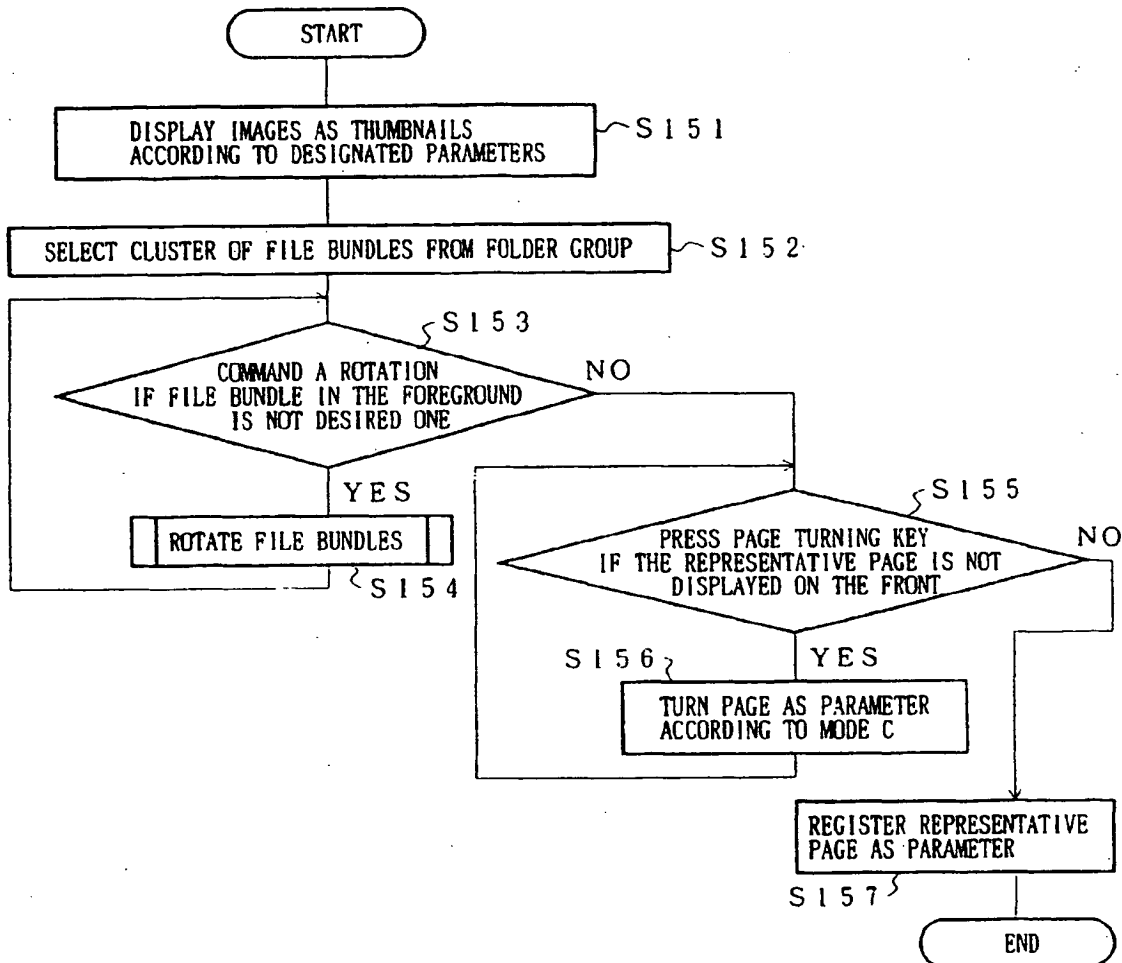 START
DISPLAY IMAGES AS THUMBNAILS
ACCORDING TO DESIGNATED PARAMETERS
S151
SELECT CLUSTER OF FILE BUNDLES FROM FOLDER GROUP
S152
S153
COMMAND A ROTATION
IF FILE BUNDLE IN THE FOREGROUND
IS NOT DESIRED ONE
NO
YES
ROTATE FILE BUNDLES
S154
S155
PRESS PAGE TURNING KEY
IF THE REPRESENTATIVE PAGE IS NOT
DISPLAYED ON THE FRONT
NO
YES
S156
TURN PAGE AS PARAMETER
ACCORDING TO MODE C
REGISTER REPRESENTATIVE
PAGE AS PARAMETER
S157
END